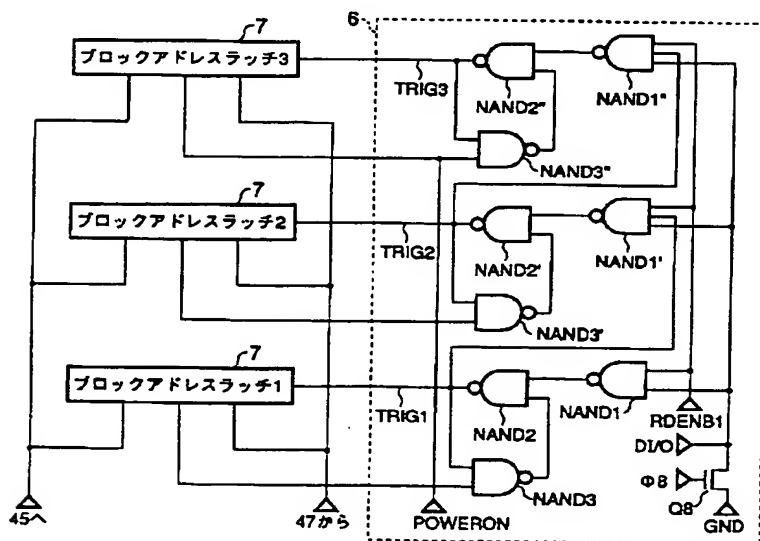 6
7
ブロックアドレスラッチ3
TRIG3
NAND2"
NAND1"
NAND3"
7
ブロックアドレスラッチ2
TRIG2
NAND2'
NAND1'
NAND3'
7
ブロックアドレスラッチ1
TRIG1
NAND2
NAND1
RDENB1
DI/O
NAND3
Φ8
Q8
45へ
47から
POWERON
GND